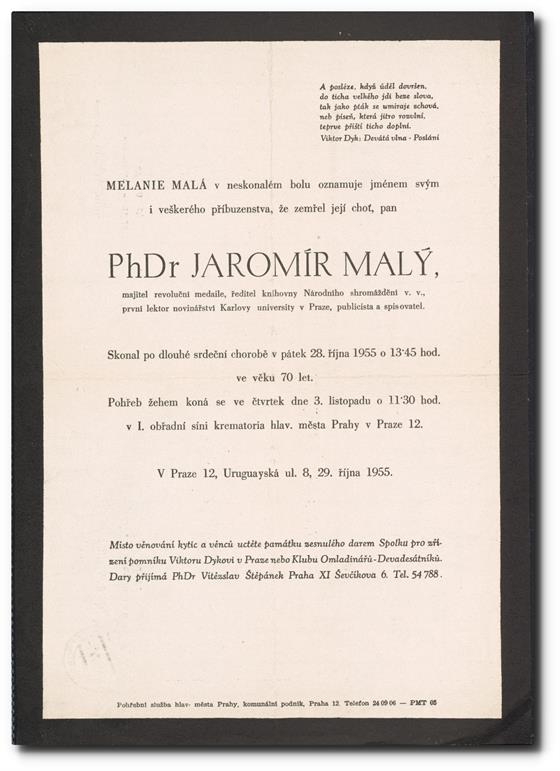 A posléze, kdyš úděl dovršen,
do ticha velkého jdi beze slova,
tak jako pták se umíraje schová,
neb píseň, která jitro rozvlní,
teprve příští ticho doplní.
Viktor Dyk: Devátá vlna - Poslání
MELANIE MALÁ v neskonalém bolu oznamuje jménem svým
i veškerého příbuzenstva, že zemřel její choť, pan
PhDr JAROMÍR MALÝ,
majitel revoluční medaile, ředitel knihovny Národního shromáždění v. v.,
první lektor novinářství Karlovy university v Praze, publicista a spisovatel.
Skonal po dlouhé srdeční chorobě v pátek 28. října 1955 o 13·45 hod.
ve věku 70 let.
Pohřeb žehem koná se ve čtvrtek dne 3. listopadu o 11·30 hod.
v I. obřadní síni krematoria hlav. města Prahy v Praze 12.
V Praze 12, Uruguayská ul. 8, 29. října 1955.
Místo věnování kytic a věnců uctěte památku zesnulého darem Spolku pro zří-
zení pomníku Viktoru Dykovi v Praze nebo Klubu Omladinářů-Devadesátníků.
Dary přijímá PhDr Vítězslav Štěpánek Praha XI Ševčíkova 6. Tel. 54 788.
Pohřební služba hlav. města Prahy, komunální podnik, Praha 12. Telefon 24 09 06 — PMT 05